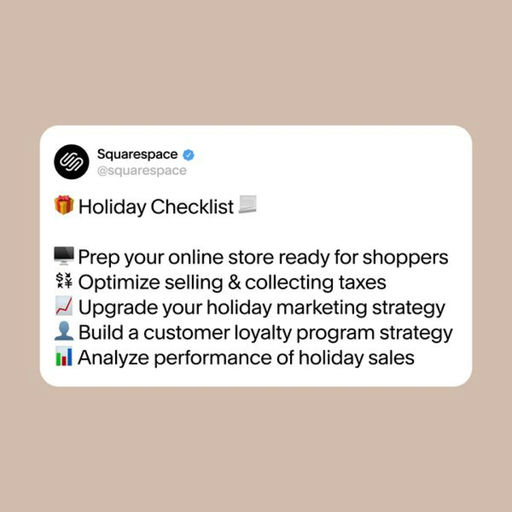 Squarespace
@squarespace
🎁 Holiday Checklist 🧾
🖥️ Prep your online store ready for shoppers
💱 Optimize selling & collecting taxes
📈 Upgrade your holiday marketing strategy
👤 Build a customer loyalty program strategy
📊 Analyze performance of holiday sales